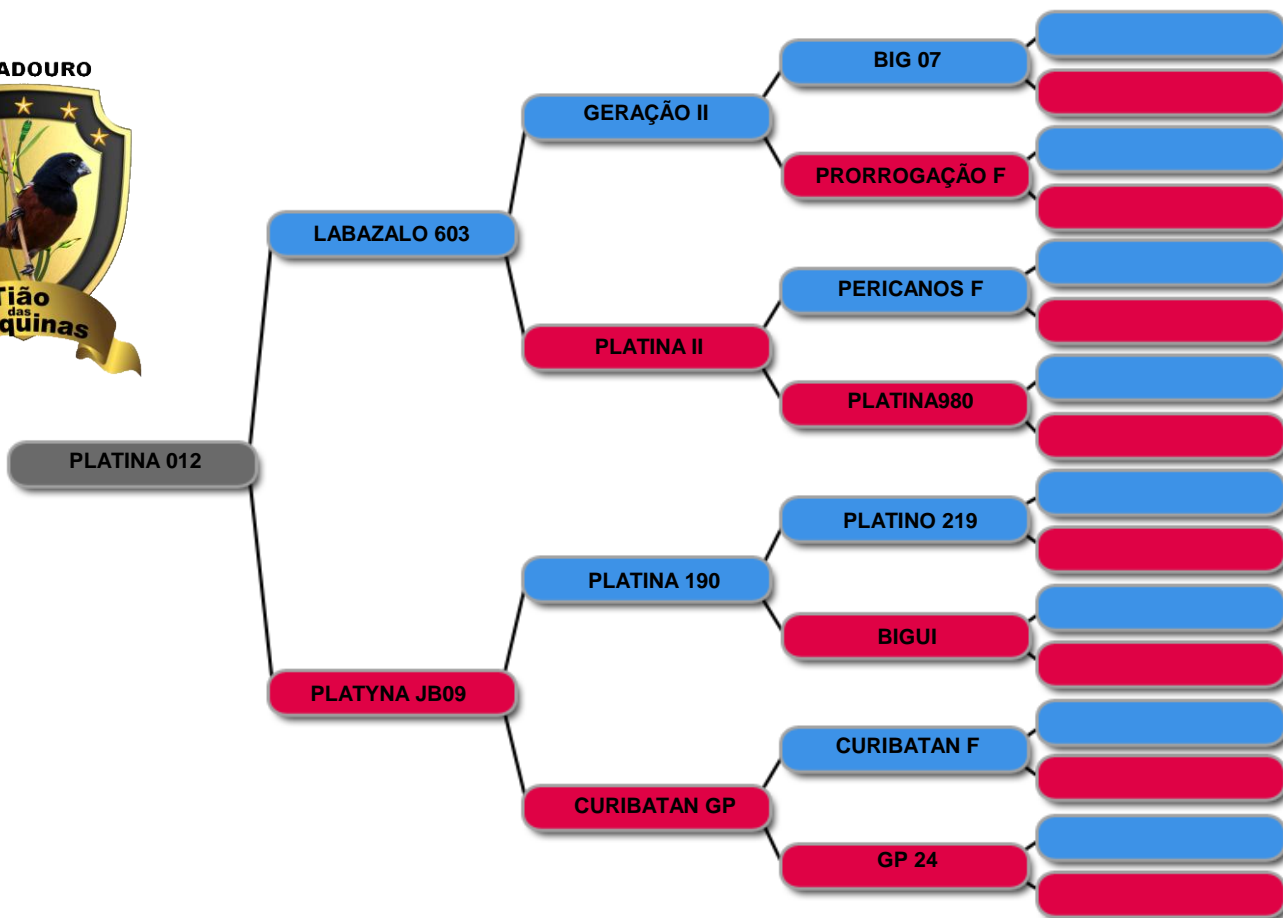 BIG 07
GERAÇÃO II
PRORROGAÇÃO F
LABAZALO 603
PERICANOS F
PLATINA II
PLATINA980
PLATINA 012
PLATINO 219
PLATINA 190
BIGUI
PLATYNA JB09
CURIBATAN F
CURIBATAN GP
GP 24
ADOURO
Tião
das
quinas